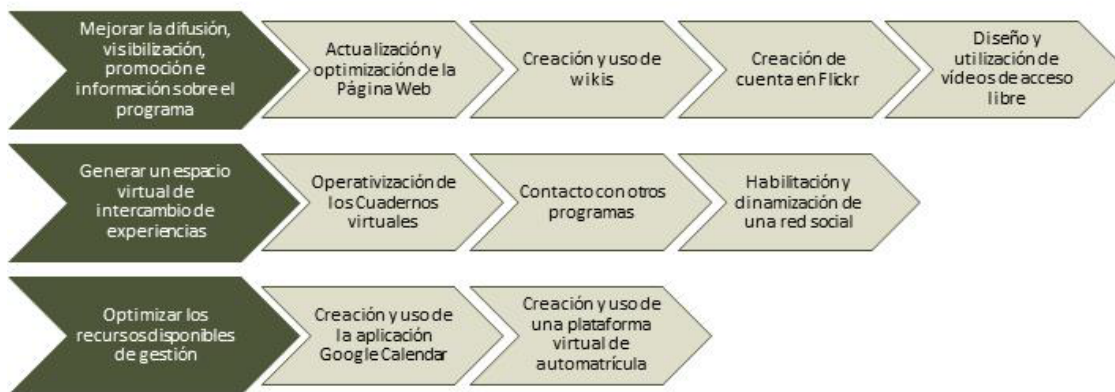 Mejorar la difusión,
visibilización,
promoción e
información sobre el
programa
Actualización y
optimización de la
Página Web
Creación y uso de
wikis
Creación de
cuenta en Flickr
Diseño y
utilización de
vídeos de acceso
libre
Generar un espacio
virtual de
intercambio de
experiencias
Operativización de
los Cuadernos
virtuales
Contacto con otros
programas
Habilitación y
dinamización de
una red social
Optimizar los
recursos disponibles
de gestión
Creación y uso de
la aplicación
Google Calendar
Creación y uso de
una plataforma
virtual de
automatrícula